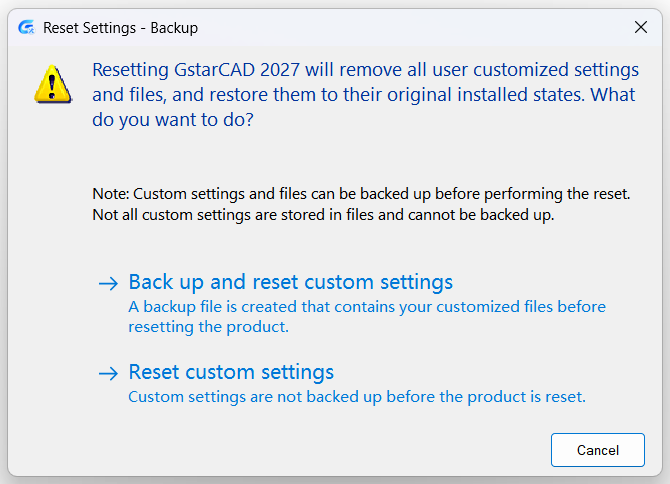 Reset Settings - Backup
Resetting GstarCAD 2027 will remove all user customized settings
and files, and restore them to their original installed states. What
do you want to do?
Note: Custom settings and files can be backed up before performing the reset.
Not all custom settings are stored in files and cannot be backed up.
Back up and reset custom settings
A backup file is created that contains your customized files before
resetting the product.
Reset custom settings
Custom settings are not backed up before the product is reset.
Cancel